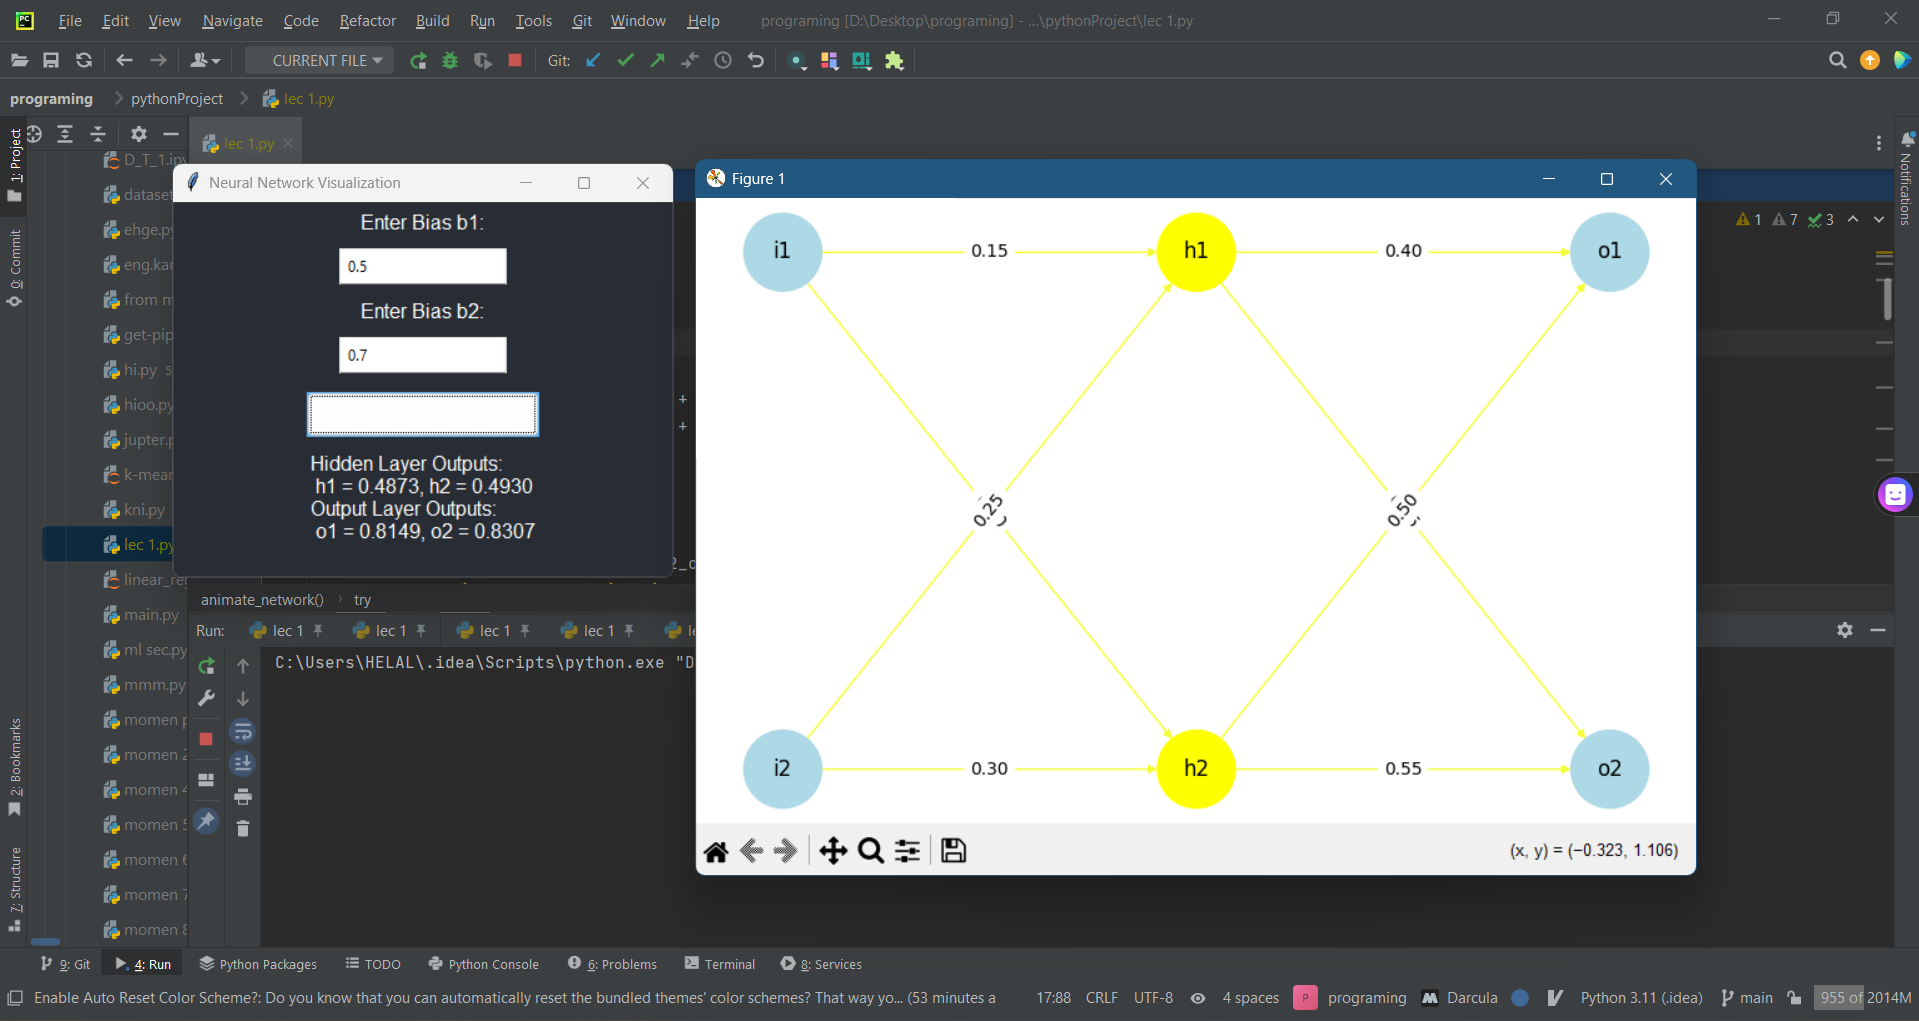 PC File Edit View Navigate Code Refactor Build Run Tools Git Window Help programing [D:\Desktop\programing] - ...\pythonProject\lec 1.py
CURRENT FILE Git:
programing pythonProject lec 1.py
1: Project
0: Commit
2: Bookmarks
7: Structure
lec 1.py
Notifications
1 7 3
D_T_1.ip
dataset
ehge.py
eng.kar
from m
get-pip
hi.py 5
hioo.py
jupter.p
k-mear
kni.py
lec 1.py
linear_reg
main.py
ml sec.py
mmm.py
momen p
momen 2
momen 4
momen 5
momen 6
momen 7
momen 8
Neural Network Visualization
Enter Bias b1:
0.5
Enter Bias b2:
0.7
Hidden Layer Outputs:
h1 = 0.4873, h2 = 0.4930
Output Layer Outputs:
o1 = 0.8149, o2 = 0.8307
+
+
Figure 1
i1 0.15 h1 0.40 o1
0.25 0.50
i2 0.30 h2 0.55 o2
(x, y) = (−0.323, 1.106)
animate_network() try
Run: lec 1 lec 1 lec 1 lec 1
C:\Users\HELAL\.idea\Scripts\python.exe "D
9: Git 4: Run Python Packages TODO Python Console 6: Problems Terminal 8: Services
Enable Auto Reset Color Scheme?: Do you know that you can automatically reset the bundled themes' color schemes? That way yo... (53 minutes a 17:88 CRLF UTF-8 4 spaces P programing Darcula Python 3.11 (.idea) main 955 of 2014M